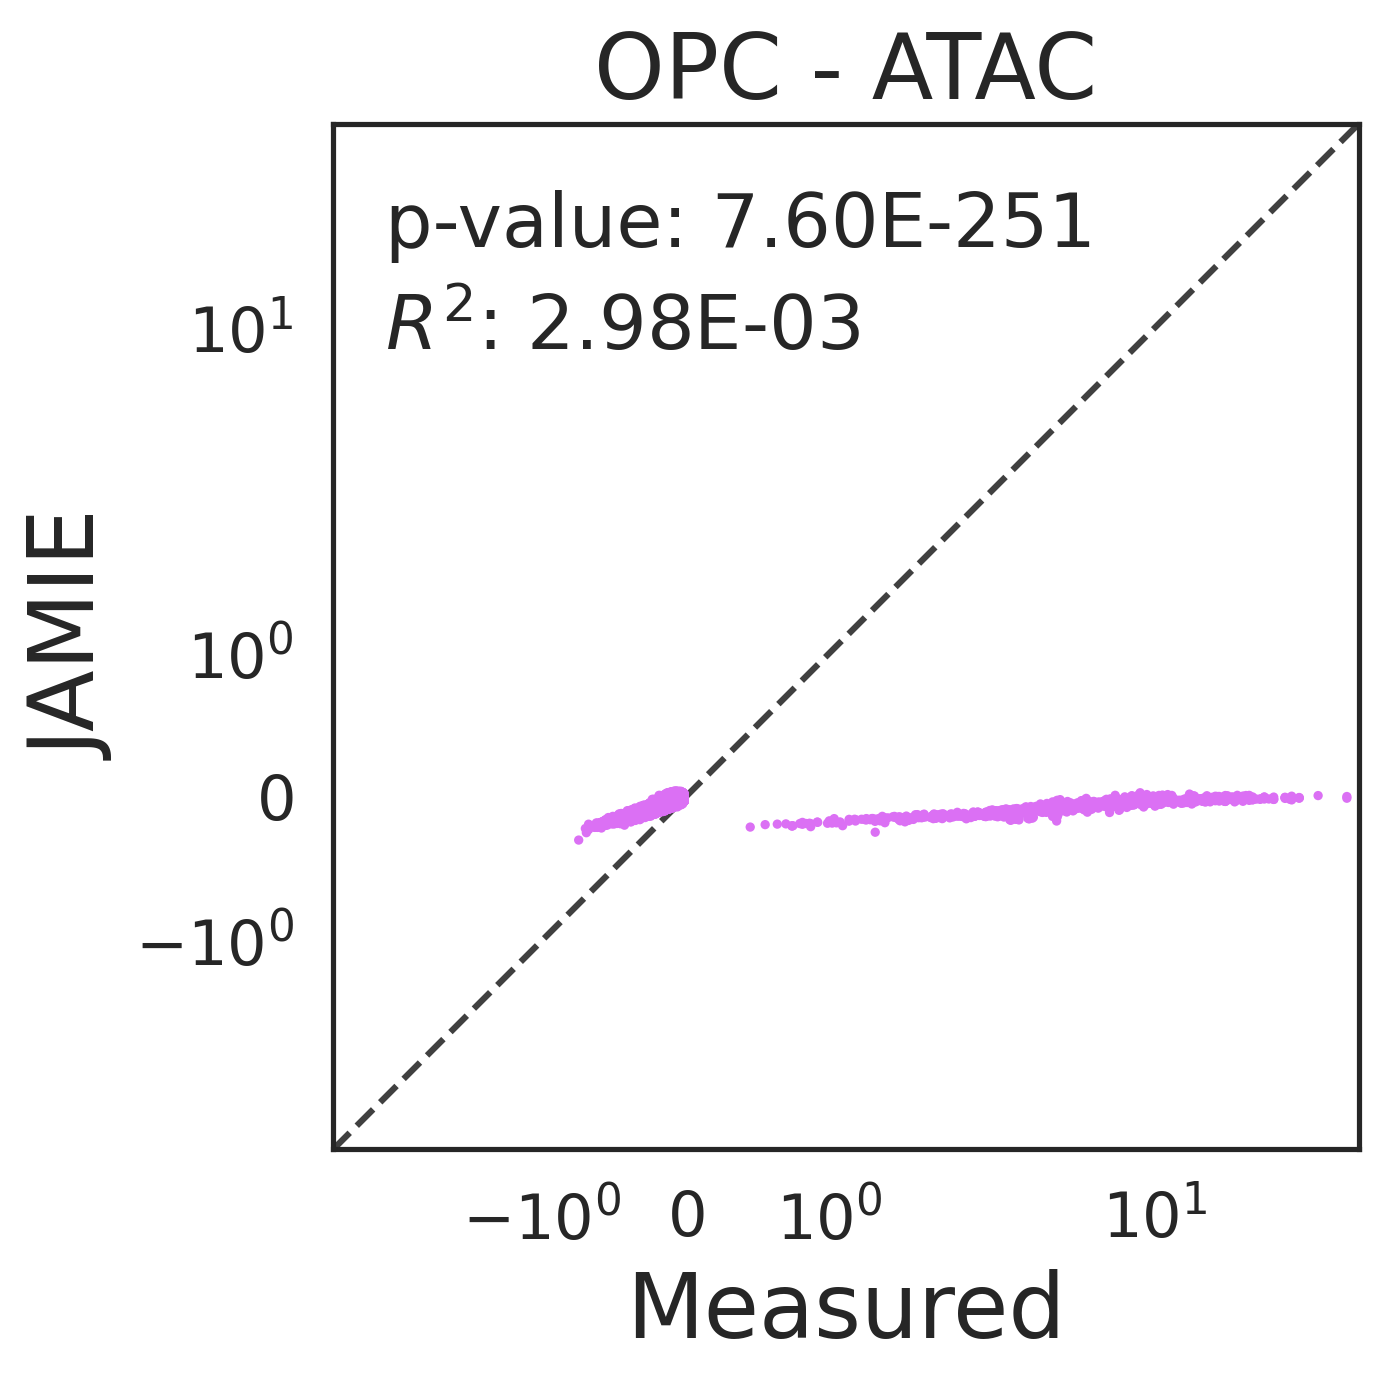 OPC - ATAC
p-value: 7.60E-251
R²: 2.98E-03
JAMIE
10¹
10⁰
0
−10⁰
−10⁰ 0 10⁰ 10¹
Measured